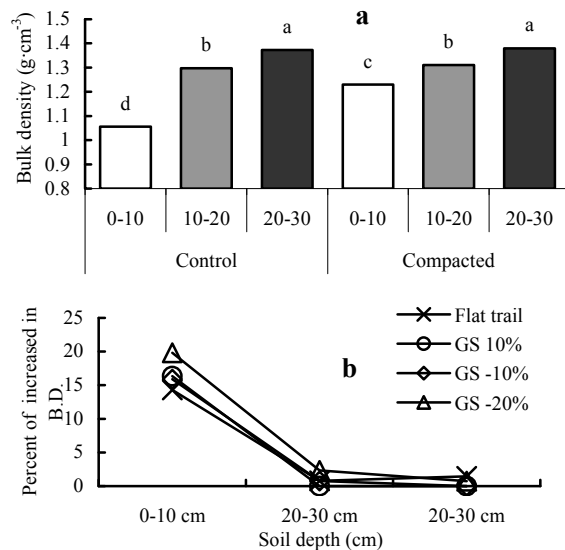 Bulk density (g·cm⁻³)
1.5
1.4
1.3
1.2
1.1
1
0.9
0.8
a
d
b
a
c
b
a
0-10
10-20
20-30
0-10
10-20
20-30
Control
Compacted
Percent of increased in
B.D.
25
20
15
10
5
0
b
Flat trail
GS 10%
GS -10%
GS -20%
0-10 cm
20-30 cm
20-30 cm
Soil depth (cm)